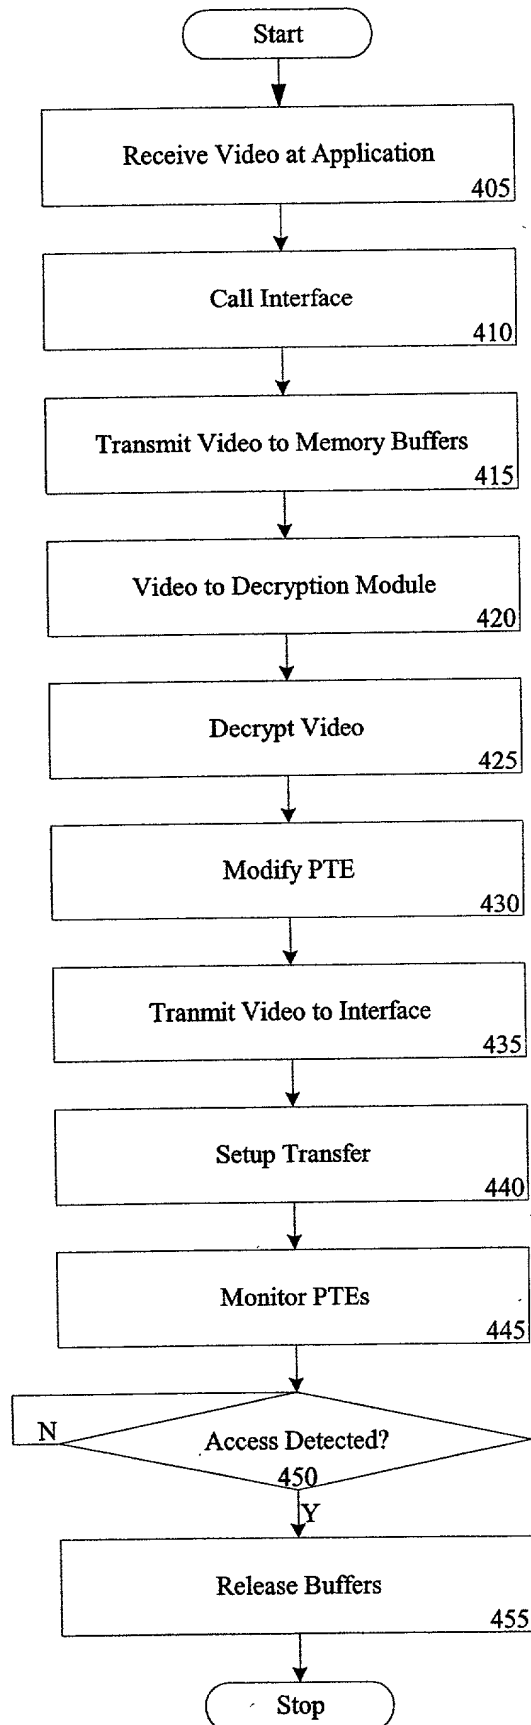 Start
Receive Video at Application
405
Call Interface
410
Transmit Video to Memory Buffers
415
Video to Decryption Module
420
Decrypt Video
425
Modify PTE
430
Tranmit Video to Interface
435
Setup Transfer
440
Monitor PTEs
445
N
Access Detected?
450
Y
Release Buffers
455
Stop